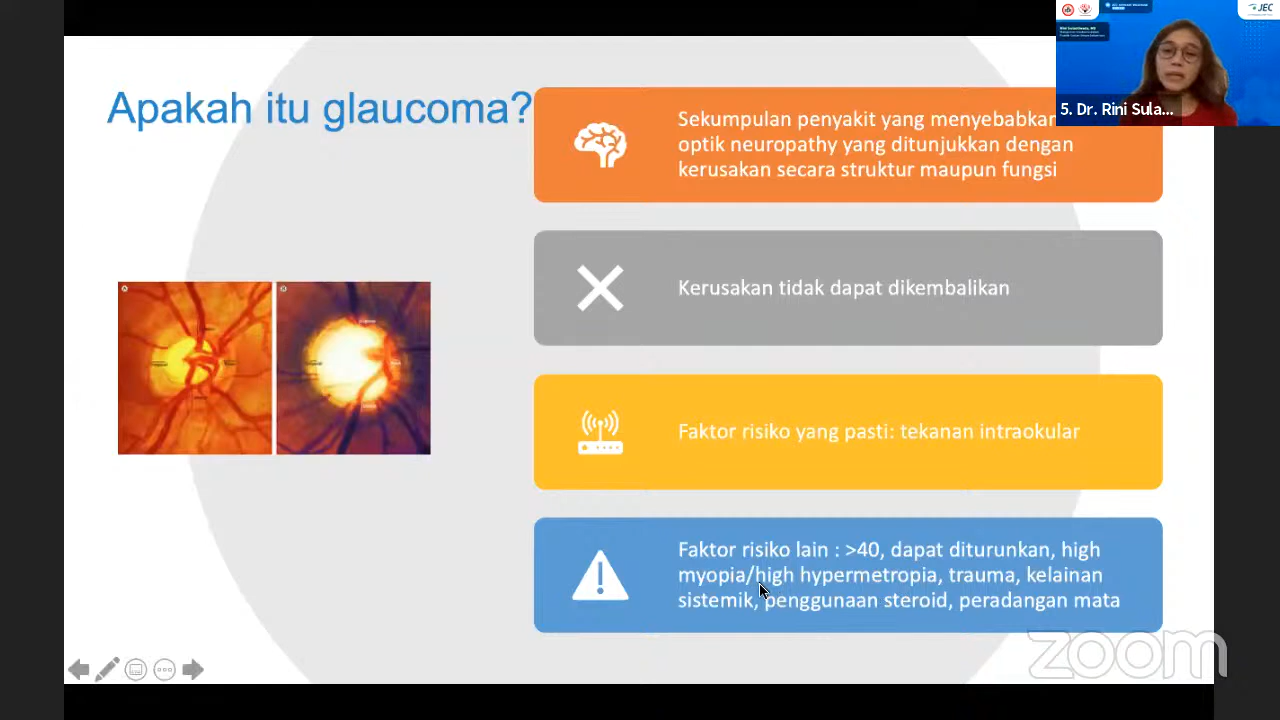 Apakah itu glaucoma?
Sekumpulan penyakit yang menyebabkan
optik neuropathy yang ditunjukkan dengan
kerusakan secara struktur maupun fungsi
Kerusakan tidak dapat dikembalikan
Faktor risiko yang pasti: tekanan intraokular
Faktor risiko lain : >40, dapat diturunkan, high
myopia/high hypermetropia, trauma, kelainan
sistemik, penggunaan steroid, peradangan mata
JEC
5. Dr. Rini Sula...
zoom